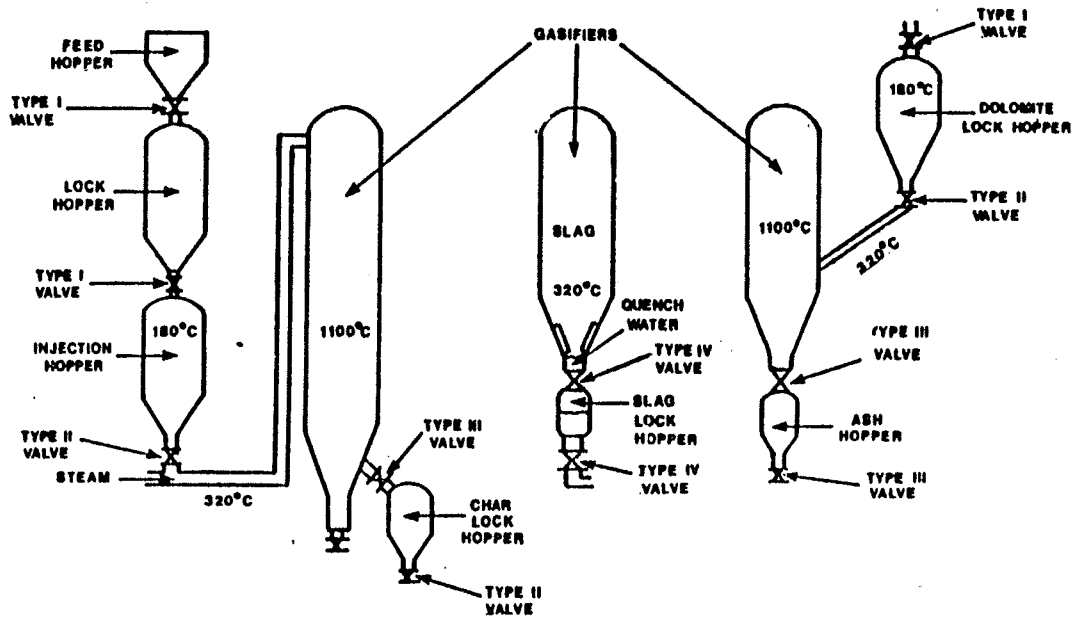 GASIFIERS
FEED
HOPPER
TYPE I
VALVE
LOCK
HOPPER
TYPE I
VALVE
180°C
INJECTION
HOPPER
TYPE II
VALVE
STEAM
320°C
1100°C
TYPE III
VALVE
CHAR
LOCK
HOPPER
TYPE II
VALVE
SLAG
320°C
QUENCH
WATER
TYPE IV
VALVE
SLAG
LOCK
HOPPER
TYPE IV
VALVE
TYPE I
VALVE
180°C
DOLOMITE
LOCK HOPPER
TYPE II
VALVE
320°C
1100°C
TYPE III
VALVE
ASH
HOPPER
TYPE III
VALVE